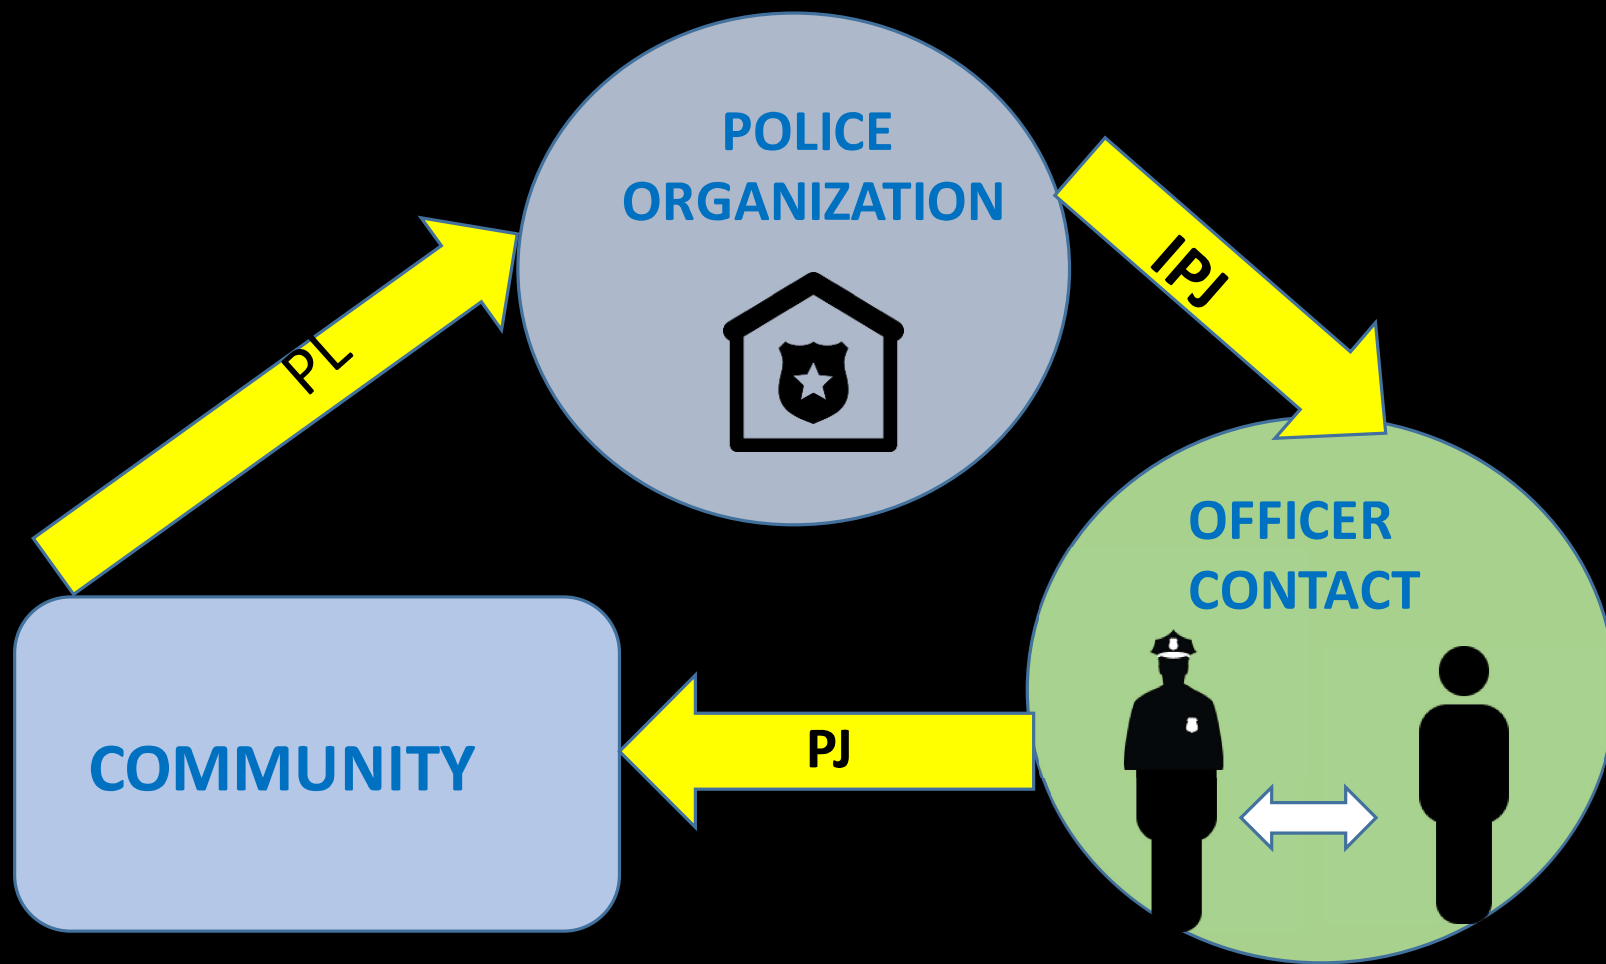 POLICE
ORGANIZATION
IPJ
PL
OFFICER
CONTACT
PJ
COMMUNITY